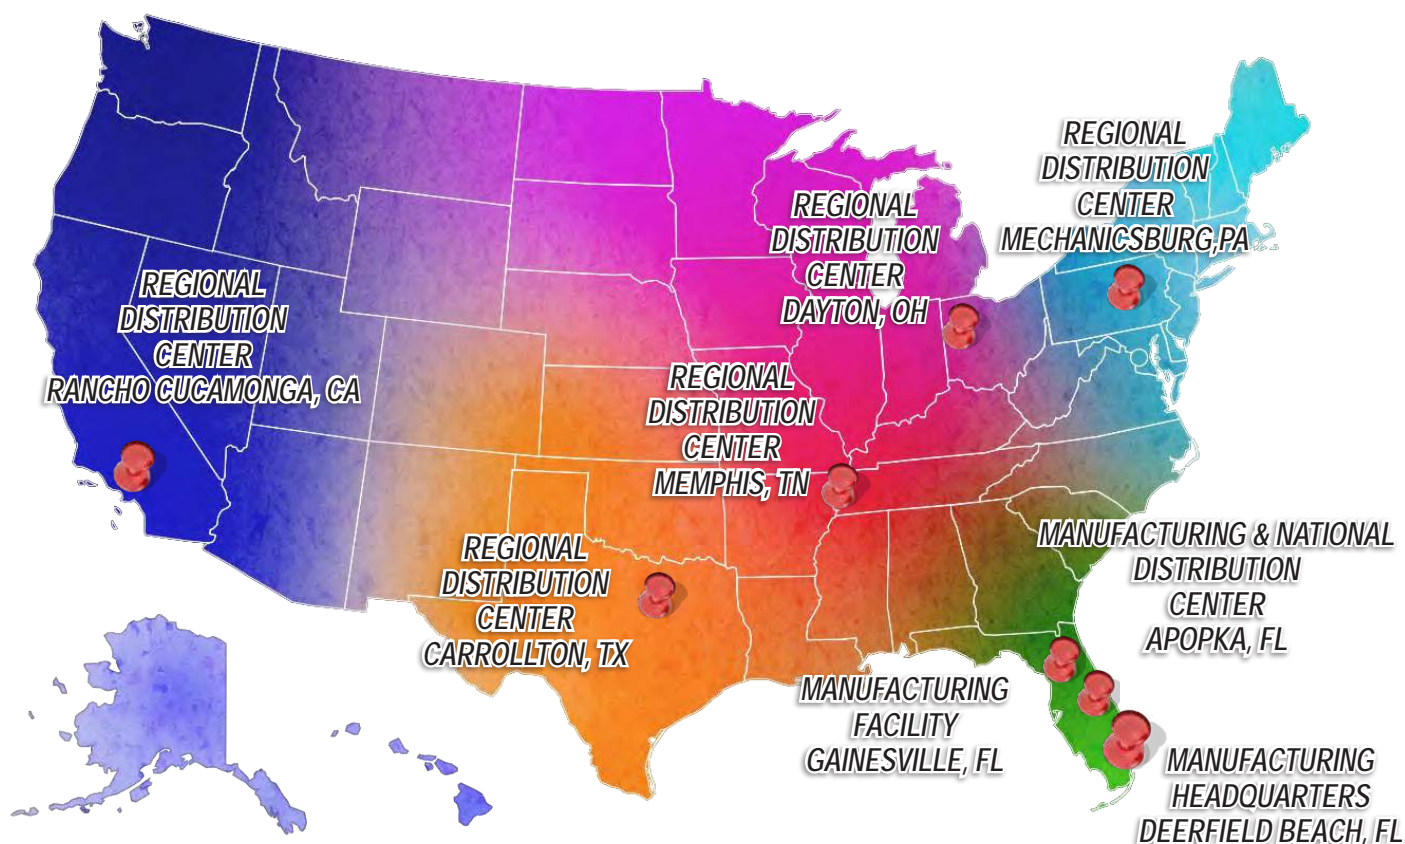 REGIONAL
DISTRIBUTION
CENTER
MECHANICSBURG,PA
REGIONAL
DISTRIBUTION
CENTER
DAYTON, OH
REGIONAL
DISTRIBUTION
CENTER
RANCHO CUCAMONGA, CA
REGIONAL
DISTRIBUTION
CENTER
MEMPHIS, TN
REGIONAL
DISTRIBUTION
CENTER
CARROLLTON, TX
MANUFACTURING & NATIONAL
DISTRIBUTION
CENTER
APOPKA, FL
MANUFACTURING
FACILITY
GAINESVILLE, FL
MANUFACTURING
HEADQUARTERS
DEERFIELD BEACH, FL